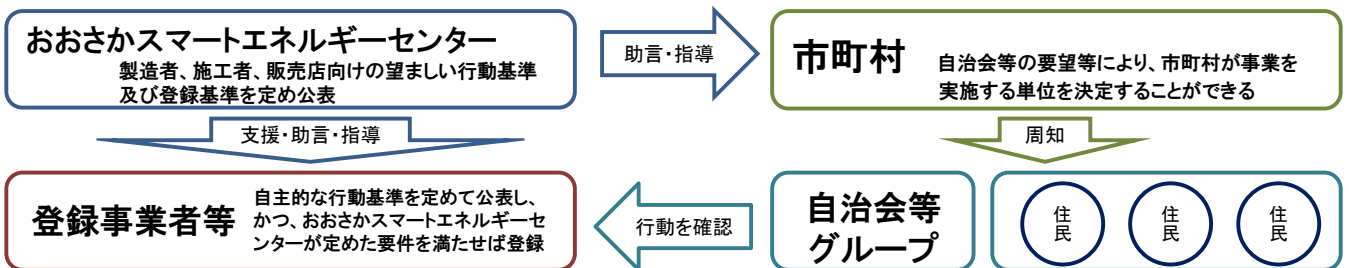 おおさかスマートエネルギーセンター
製造者、施工者、販売店向けの望ましい行動基準
及び登録基準を定め公表
助言・指導
市町村
自治会等の要望等により、市町村が事業を
実施する単位を決定することができる
支援・助言・指導
周知
登録事業者等
自主的な行動基準を定めて公表し、
かつ、おおさかスマートエネルギーセ
ンターが定めた要件を満たせば登録
行動を確認
自治会等
グループ
住民
住民
住民